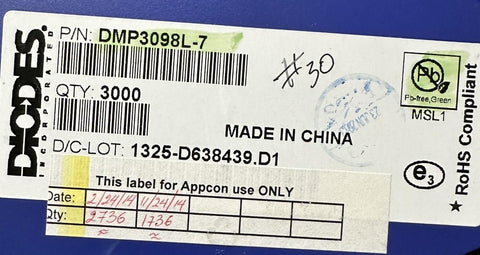 DIODES
INCORPORATED
P/N: DMP3098L-7
#30
QTY: 3000
Pb
Pb-free,Green
MSL1
MADE IN CHINA
D/C-LOT: 1325-D638439.D1
e3
★ RoHS Compliant
This label for Appcon use ONLY
Date: 2/24/14 11/24/14
Qty: 2736 1736